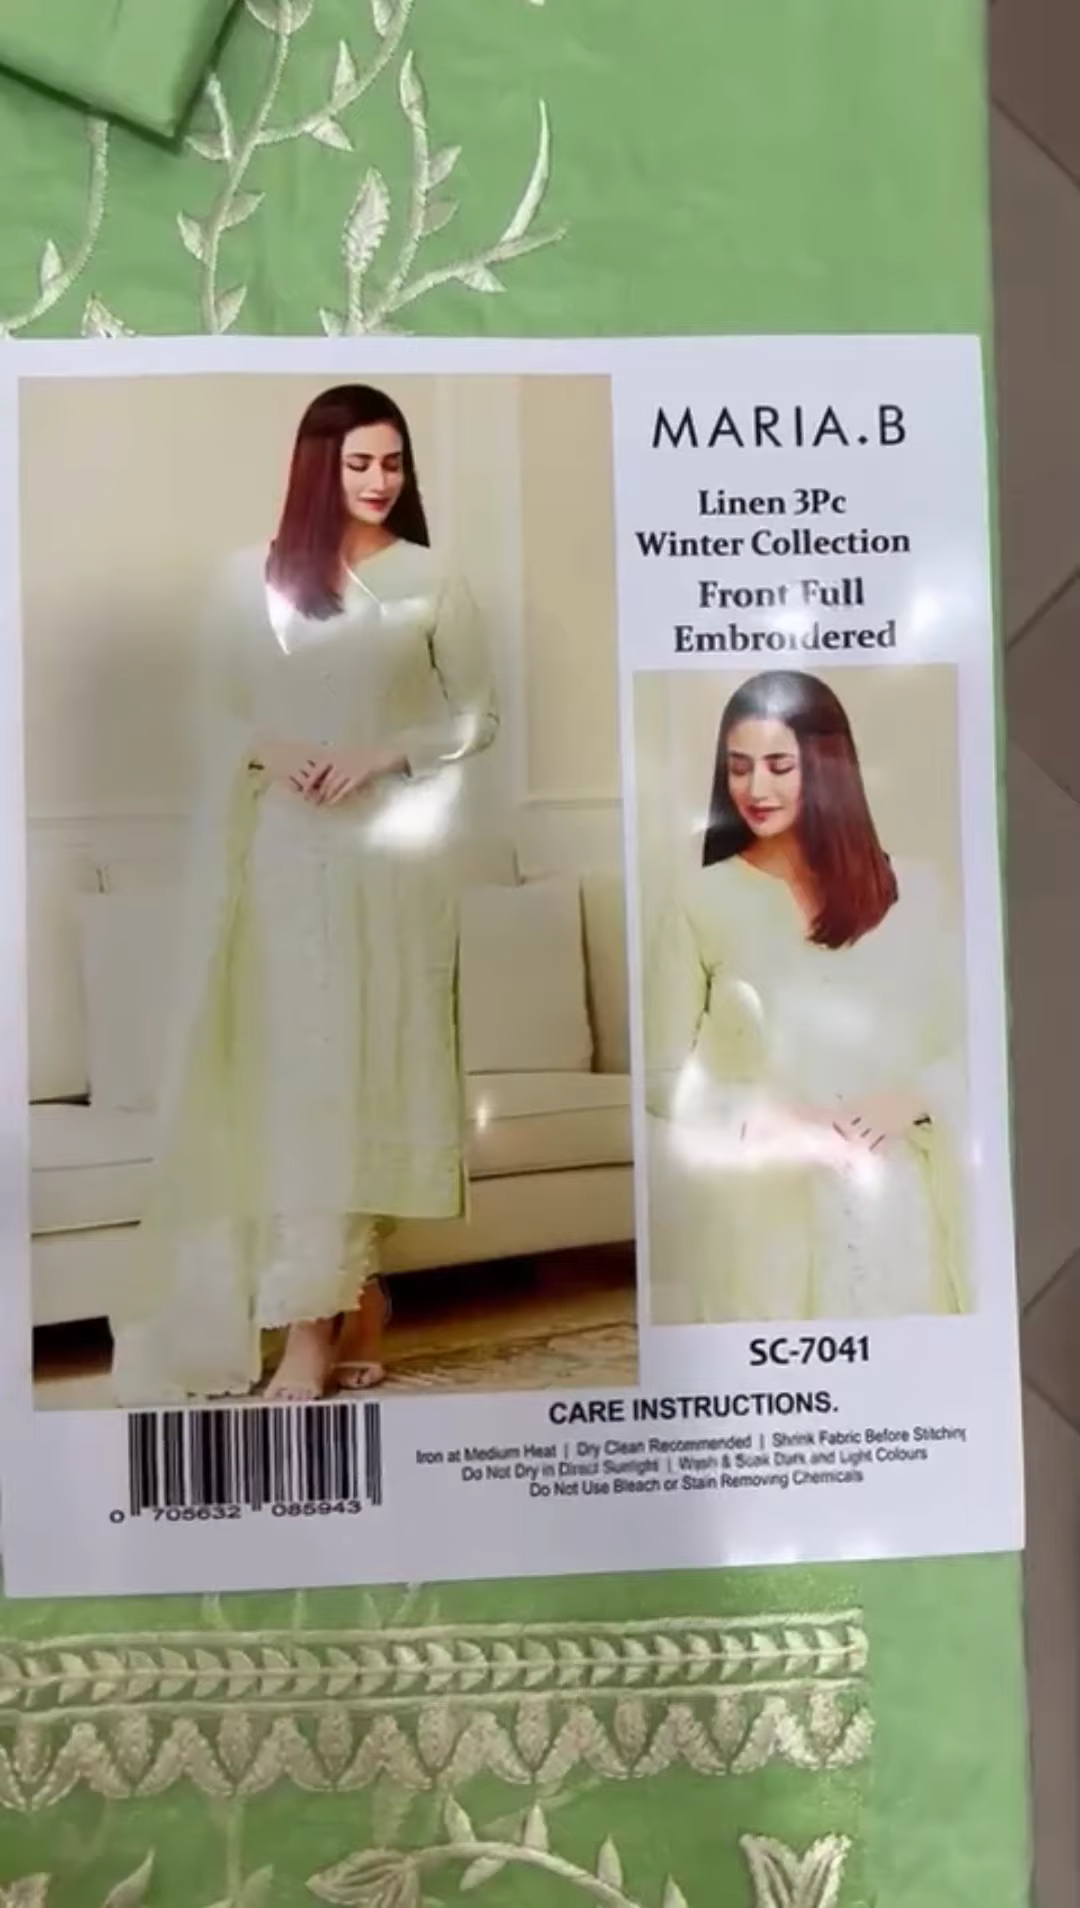 MARIA.B
Linen 3Pc
Winter Collection
Front Full
Embroidered
SC-7041
CARE INSTRUCTIONS.
Iron at Medium Heat | Dry Clean Recommended | Shrink Fabric Before Stitching
Do Not Dry in Direct Sunlight | Wash & Soak Dark and Light Colours
Do Not Use Bleach or Stain Removing Chemicals
0 705632 085943